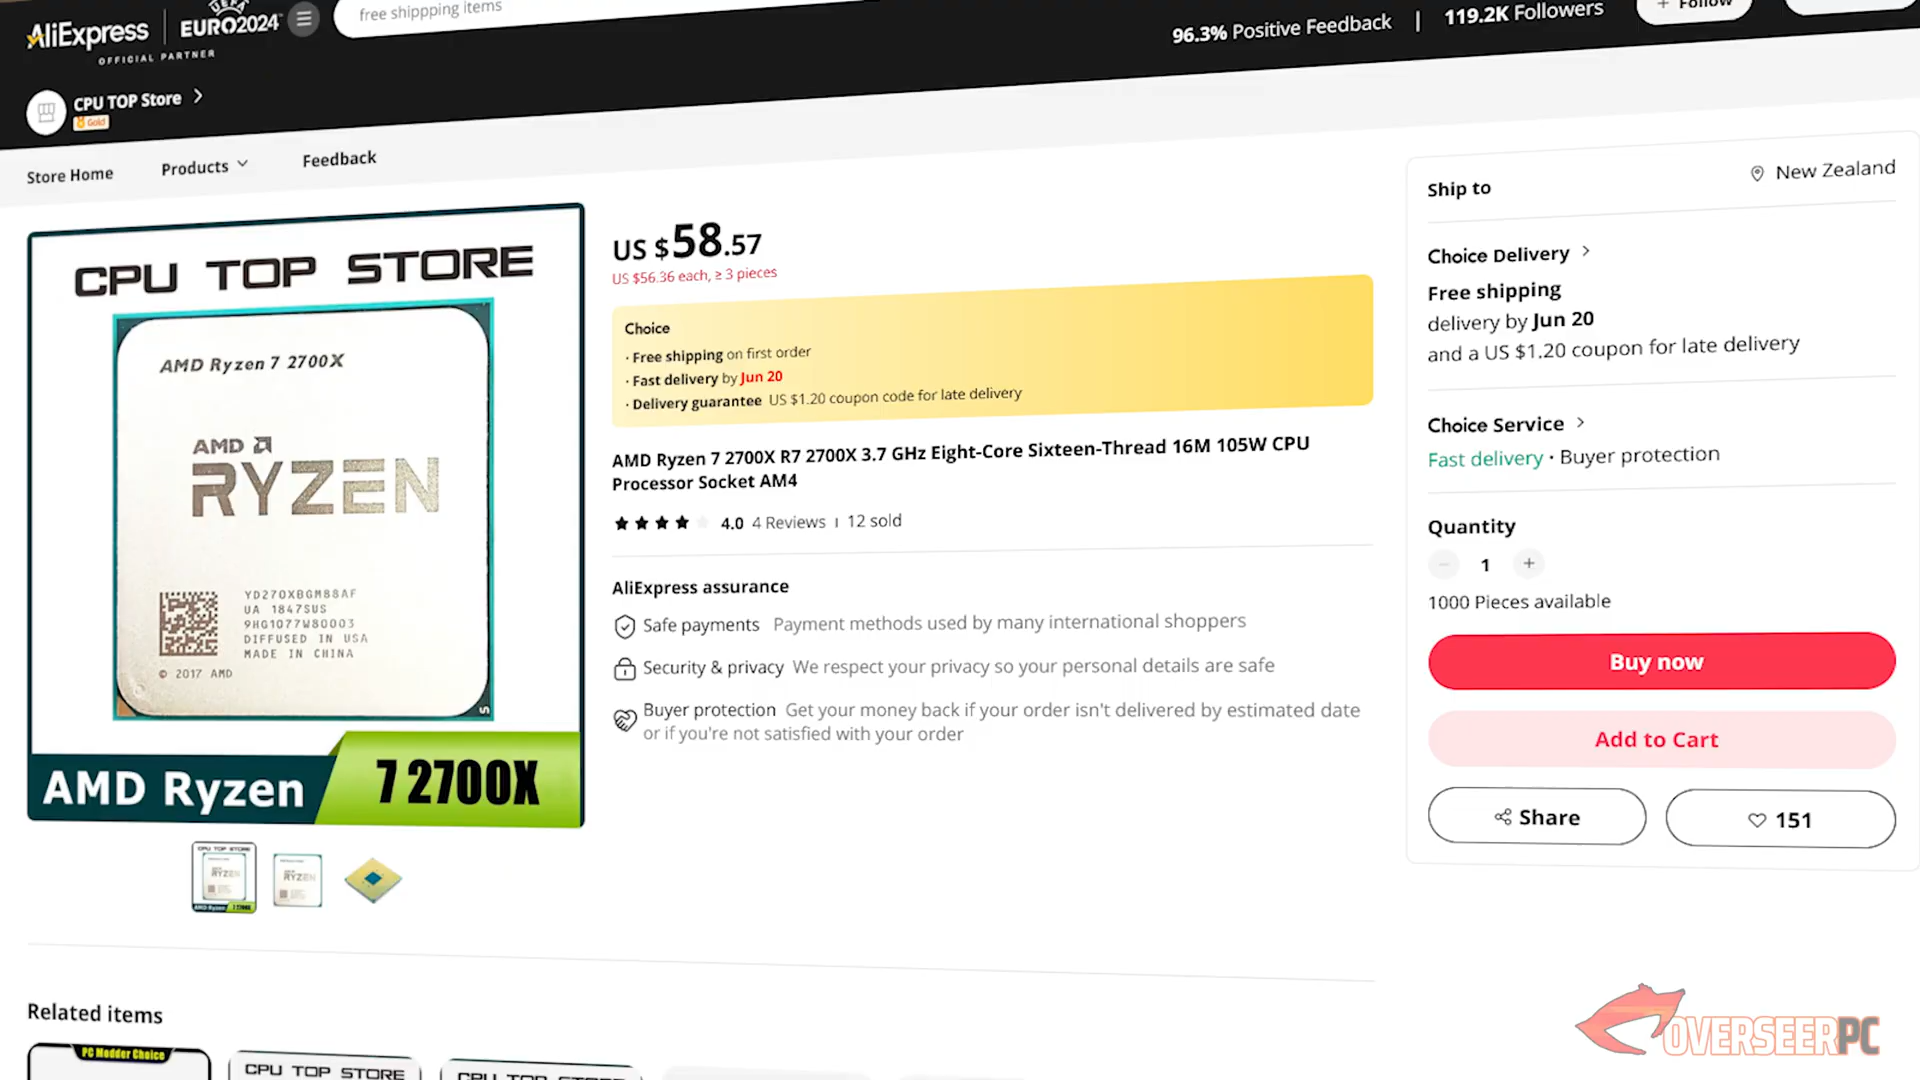 AliExpress
UEFA
EURO2024
OFFICIAL PARTNER
free shippping items
96.3% Positive Feedback | 119.2K Followers
+ Follow
CPU TOP Store >
Gold
Store Home
Products
Feedback
CPU TOP STORE
AMD Ryzen 7 2700X
AMD
RYZEN
YD270XBGM88AF
UA 1847SUS
9HG1077W80003
DIFFUSED IN USA
MADE IN CHINA
© 2017 AMD
AMD Ryzen
7 2700X
US $58.57
US $56.36 each, ≥ 3 pieces
Choice
· Free shipping on first order
· Fast delivery by Jun 20
· Delivery guarantee US $1.20 coupon code for late delivery
AMD Ryzen 7 2700X R7 2700X 3.7 GHz Eight-Core Sixteen-Thread 16M 105W CPU
Processor Socket AM4
4.0 4 Reviews | 12 sold
AliExpress assurance
Safe payments Payment methods used by many international shoppers
Security & privacy We respect your privacy so your personal details are safe
Buyer protection Get your money back if your order isn't delivered by estimated date
or if you're not satisfied with your order
Ship to
New Zealand
Choice Delivery >
Free shipping
delivery by Jun 20
and a US $1.20 coupon for late delivery
Choice Service >
Fast delivery · Buyer protection
Quantity
− 1 +
1000 Pieces available
Buy now
Add to Cart
Share
151
Related items
PC Modder Choice
CPU TOP STORE
CPU TOP STORE
OVERSEERPC